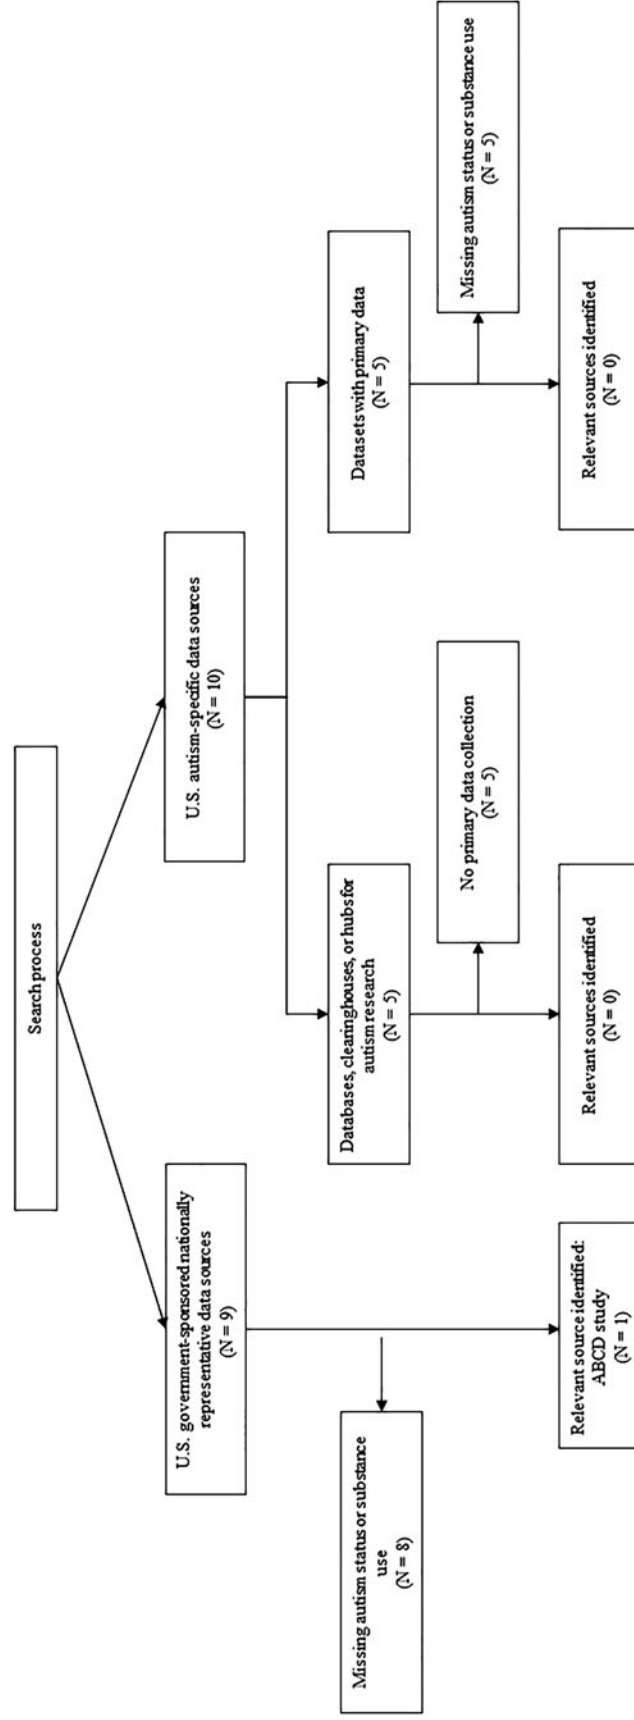 Search process
U.S. government-sponsored nationally
representative data sources
(N = 9)
U.S. autism-specific data sources
(N = 10)
Missing autism status or substance
use
(N = 8)
Databases, clearinghouses, or hubs for
autism research
(N = 5)
Datasets with primary data
(N = 5)
No primary data collection
(N = 5)
Missing autism status or substance use
(N = 5)
Relevant source identified:
ABCD study
(N = 1)
Relevant sources identified
(N = 0)
Relevant sources identified
(N = 0)